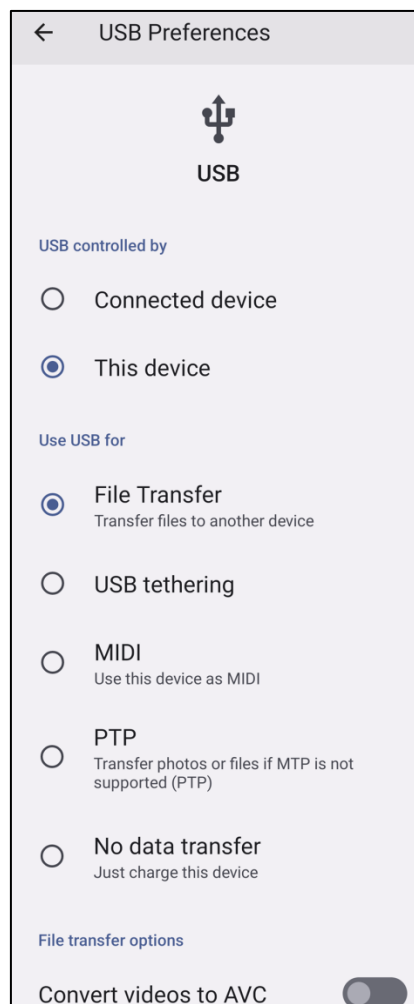 USB Preferences
USB
USB controlled by
Connected device
This device
Use USB for
File Transfer
Transfer files to another device
USB tethering
MIDI
Use this device as MIDI
PTP
Transfer photos or files if MTP is not
supported (PTP)
No data transfer
Just charge this device
File transfer options
Convert videos to AVC